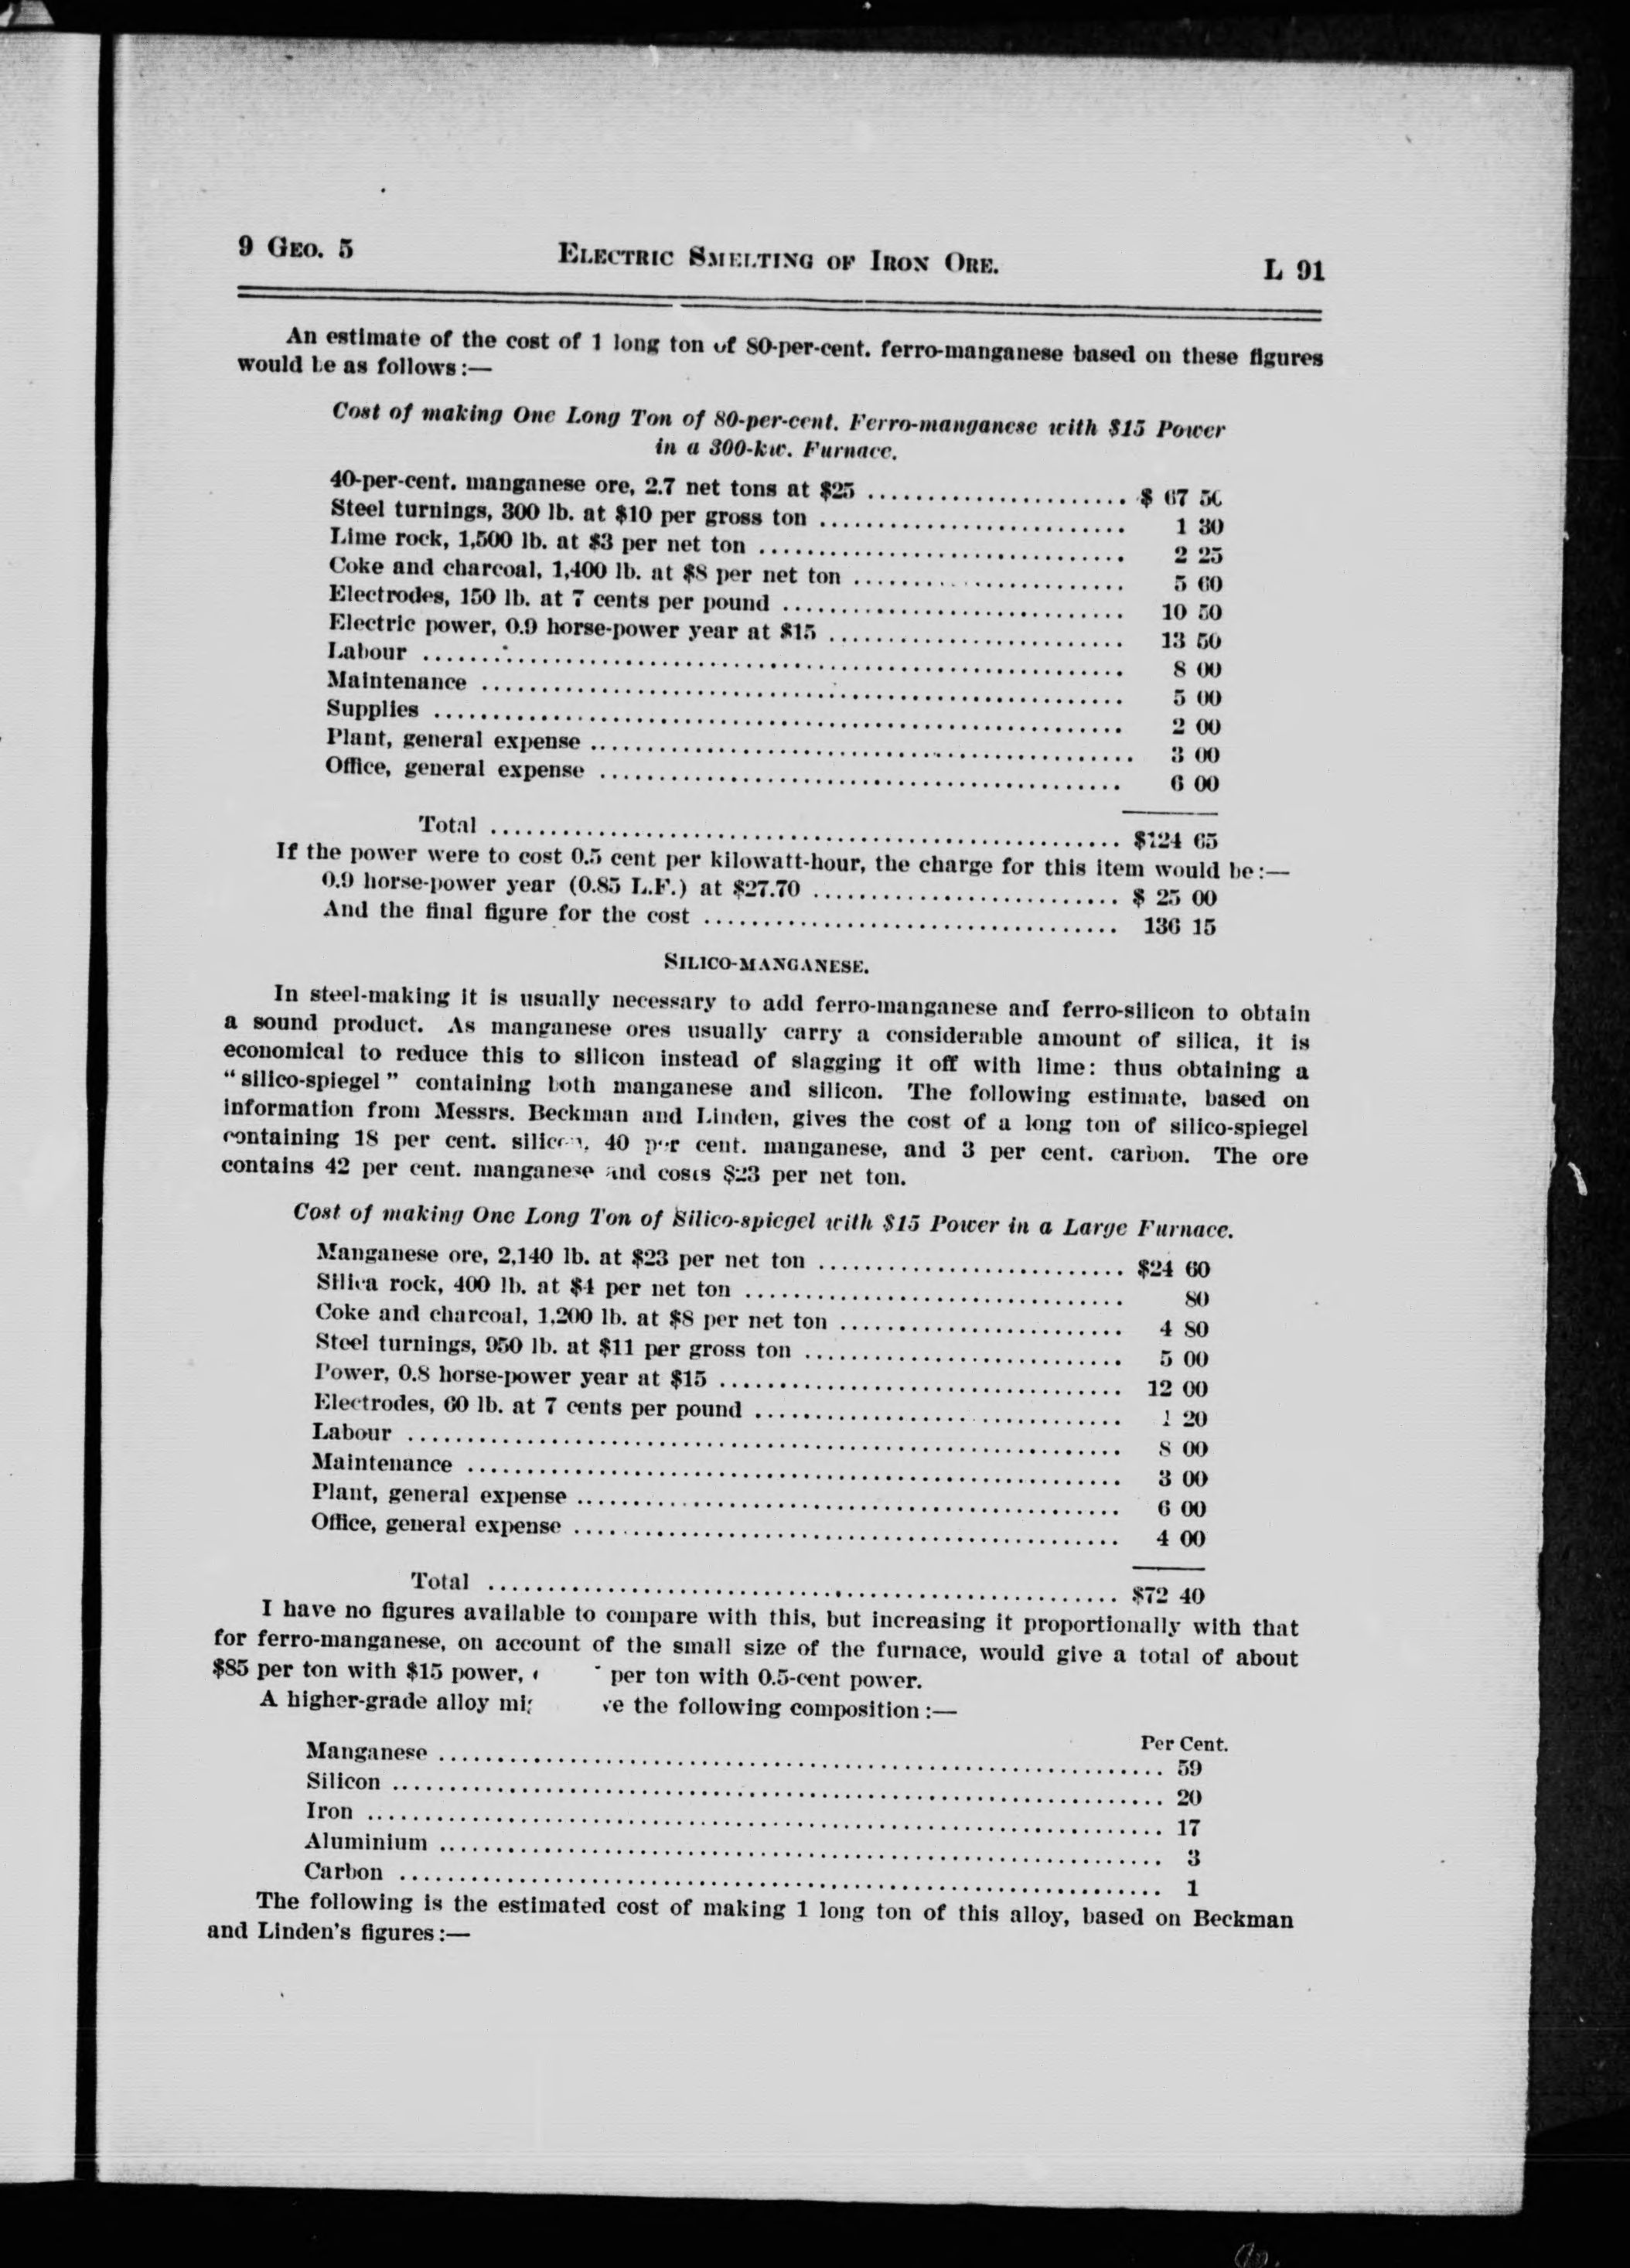 9 GEO. 5 ELECTRIC SMELTING OF IRON ORE. L 91
An estimate of the cost of 1 long ton of 80-per-cent. ferro-manganese based on these figures
would be as follows:—
Cost of making One Long Ton of 80-per-cent. Ferro-manganese with $15 Power
in a 300-kw. Furnace.
40-per-cent. manganese ore, 2.7 net tons at $25 ...................... $ 67 50
Steel turnings, 300 lb. at $10 per gross ton .......................... 1 30
Lime rock, 1,500 lb. at $3 per net ton ............................... 2 25
Coke and charcoal, 1,400 lb. at $8 per net ton ....................... 5 60
Electrodes, 150 lb. at 7 cents per pound ............................. 10 50
Electric power, 0.9 horse-power year at $15 ......................... 13 50
Labour ............................................................ 8 00
Maintenance ...................................................... 5 00
Supplies .......................................................... 2 00
Plant, general expense .............................................. 3 00
Office, general expense ............................................ 6 00
Total ..................................................... $124 65
If the power were to cost 0.5 cent per kilowatt-hour, the charge for this item would be:—
0.9 horse-power year (0.85 L.F.) at $27.70 .......................... $ 25 00
And the final figure for the cost ................................... 136 15
SILICO-MANGANESE.
In steel-making it is usually necessary to add ferro-manganese and ferro-silicon to obtain
a sound product. As manganese ores usually carry a considerable amount of silica, it is
economical to reduce this to silicon instead of slagging it off with lime: thus obtaining a
"silico-spiegel" containing both manganese and silicon. The following estimate, based on
information from Messrs. Beckman and Linden, gives the cost of a long ton of silico-spiegel
containing 18 per cent. silicon, 40 per cent. manganese, and 3 per cent. carbon. The ore
contains 42 per cent. manganese and costs $23 per net ton.
Cost of making One Long Ton of Silico-spiegel with $15 Power in a Large Furnace.
Manganese ore, 2,140 lb. at $23 per net ton .......................... $24 60
Silica rock, 400 lb. at $4 per net ton ................................ 80
Coke and charcoal, 1,200 lb. at $8 per net ton ........................ 4 80
Steel turnings, 950 lb. at $11 per gross ton ........................... 5 00
Power, 0.8 horse-power year at $15 .................................. 12 00
Electrodes, 60 lb. at 7 cents per pound ............................... 20
Labour ............................................................ 8 00
Maintenance ....................................................... 3 00
Plant, general expense .............................................. 6 00
Office, general expense .............................................. 4 00
Total ..................................................... $72 40
I have no figures available to compare with this, but increasing it proportionally with that
for ferro-manganese, on account of the small size of the furnace, would give a total of about
$85 per ton with $15 power, per ton with 0.5-cent power.
A higher-grade alloy the following composition:—
Per Cent.
Manganese ............................................................. 59
Silicon ................................................................. 20
Iron ................................................................... 17
Aluminium ............................................................. 3
Carbon ................................................................ 1
The following is the estimated cost of making 1 long ton of this alloy, based on Beckman
and Linden's figures:—